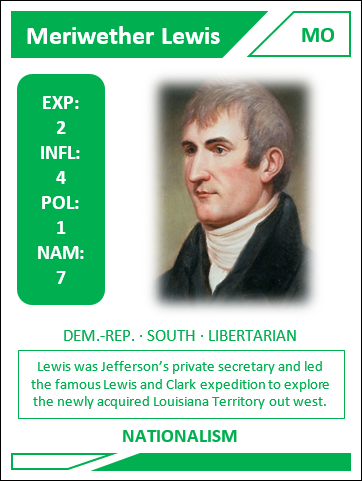 Meriwether Lewis
MO
EXP:
2
INFL:
4
POL:
1
NAM:
7
DEM.-REP. · SOUTH · LIBERTARIAN
Lewis was Jefferson’s private secretary and led
the famous Lewis and Clark expedition to explore
the newly acquired Louisiana Territory out west.
NATIONALISM